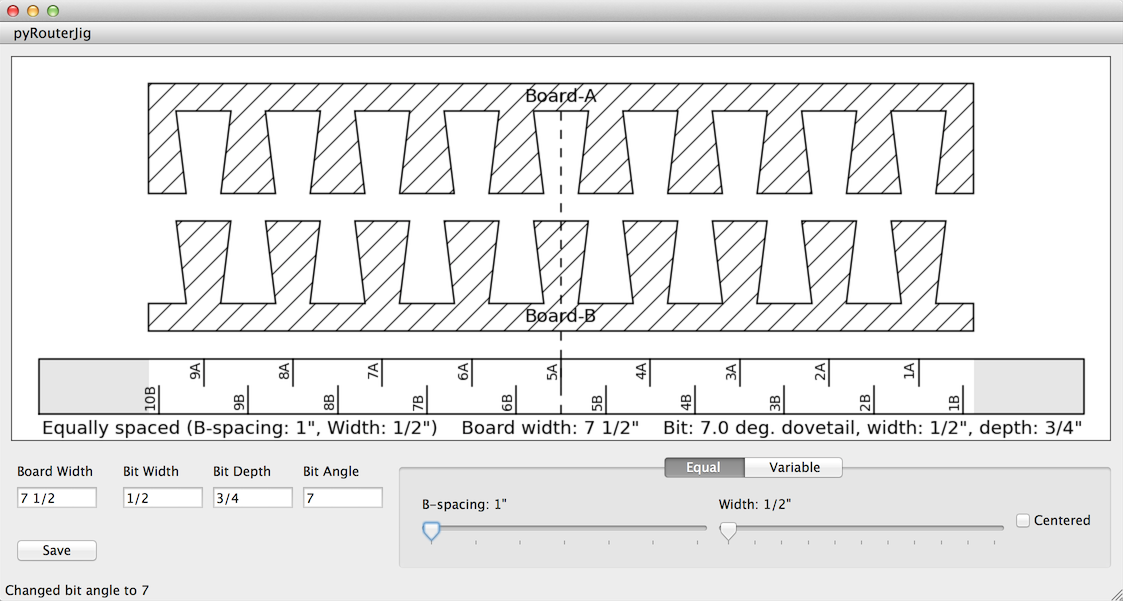 pyRouterJig
Board-A
Board-B
9A 8A 7A 6A 5A 4A 3A 2A 1A
10B 9B 8B 7B 6B 5B 4B 3B 2B 1B
Equally spaced (B-spacing: 1", Width: 1/2") Board width: 7 1/2" Bit: 7.0 deg. dovetail, width: 1/2", depth: 3/4"
Board Width Bit Width Bit Depth Bit Angle
7 1/2 1/2 3/4 7
Equal Variable
B-spacing: 1" Width: 1/2"
Centered
Save
Changed bit angle to 7